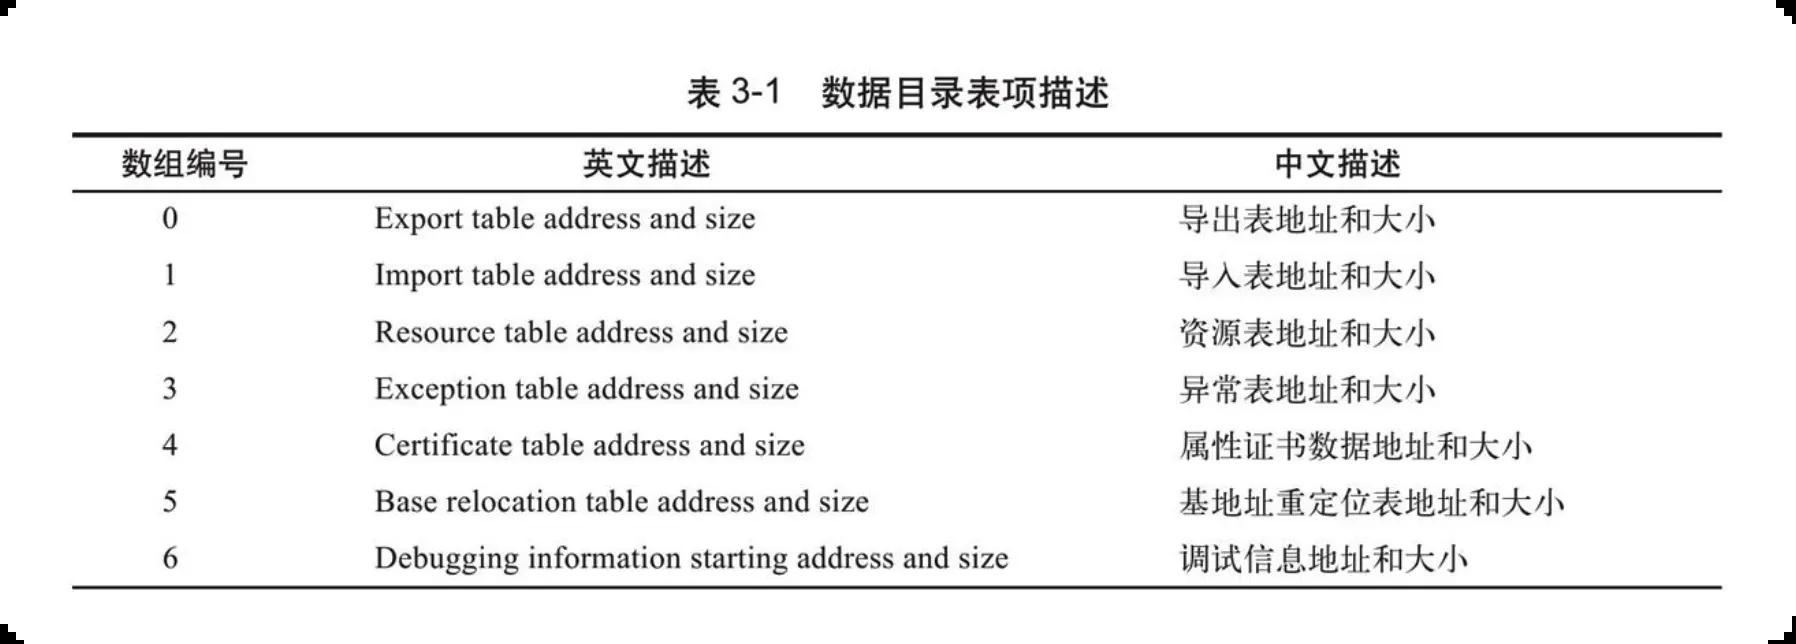 表 3-1 数据目录表项描述
数组编号 英文描述 中文描述
0 Export table address and size 导出表地址和大小
1 Import table address and size 导入表地址和大小
2 Resource table address and size 资源表地址和大小
3 Exception table address and size 异常表地址和大小
4 Certificate table address and size 属性证书数据地址和大小
5 Base relocation table address and size 基地址重定位表地址和大小
6 Debugging information starting address and size 调试信息地址和大小